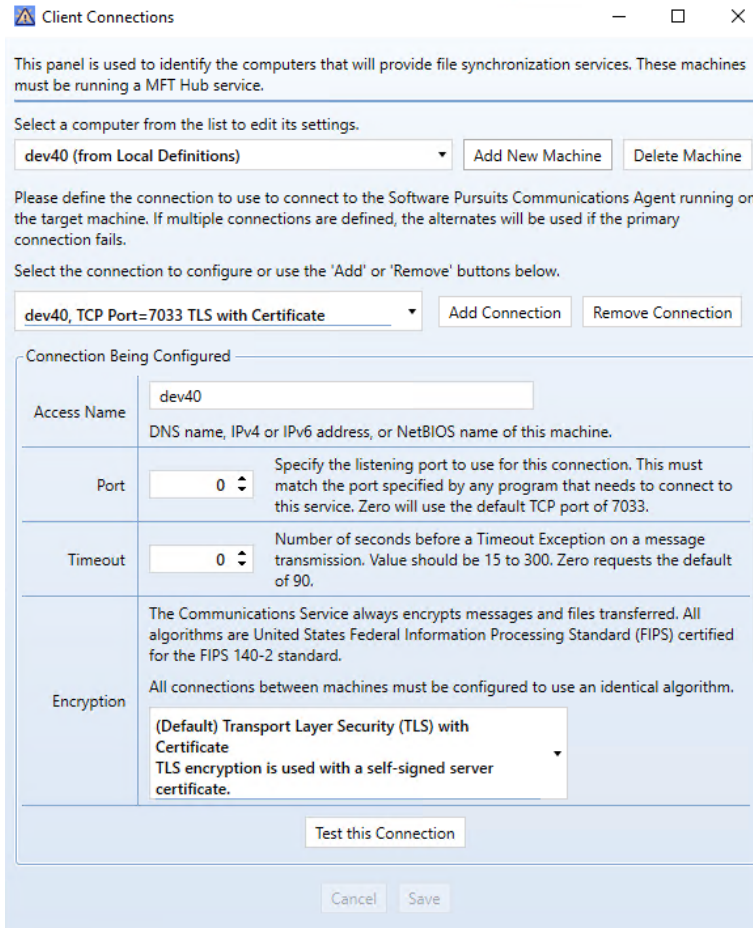 Client Connections
This panel is used to identify the computers that will provide file synchronization services. These machines
must be running a MFT Hub service.
Select a computer from the list to edit its settings.
dev40 (from Local Definitions)
Add New Machine
Delete Machine
Please define the connection to use to connect to the Software Pursuits Communications Agent running on
the target machine. If multiple connections are defined, the alternates will be used if the primary
connection fails.
Select the connection to configure or use the 'Add' or 'Remove' buttons below.
dev40, TCP Port=7033 TLS with Certificate
Add Connection
Remove Connection
Connection Being Configured
Access Name
dev40
DNS name, IPv4 or IPv6 address, or NetBIOS name of this machine.
Port
0
Specify the listening port to use for this connection. This must
match the port specified by any program that needs to connect to
this service. Zero will use the default TCP port of 7033.
Timeout
0
Number of seconds before a Timeout Exception on a message
transmission. Value should be 15 to 300. Zero requests the default
of 90.
Encryption
The Communications Service always encrypts messages and files transferred. All
algorithms are United States Federal Information Processing Standard (FIPS) certified
for the FIPS 140-2 standard.
All connections between machines must be configured to use an identical algorithm.
(Default) Transport Layer Security (TLS) with
Certificate
TLS encryption is used with a self-signed server
certificate.
Test this Connection
Cancel
Save